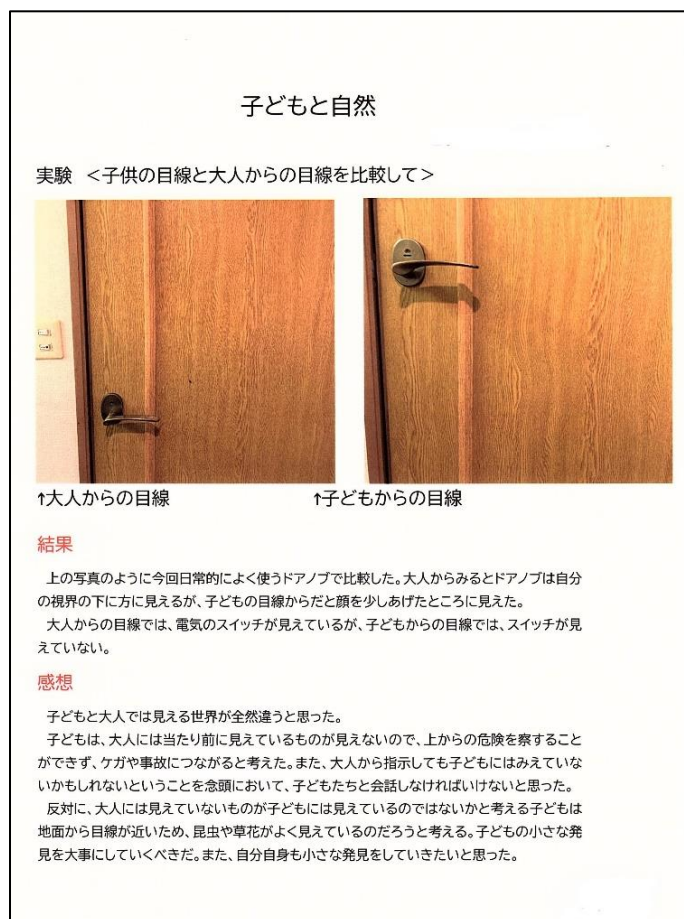 子どもと自然
実験 <子供の目線と大人からの目線を比較して>
↑大人からの目線
↑子どもからの目線
結果
上の写真のように今回日常的によく使うドアノブで比較した。大人からみるとドアノブは自分
の視界の下に方に見えるが、子どもの目線からだと顔を少しあげたところに見えた。
大人からの目線では、電気のスイッチが見えているが、子どもからの目線では、スイッチが見
えていない。
感想
子どもと大人では見える世界が全然違うと思った。
子どもは、大人には当たり前に見えているものが見えないので、上からの危険を察すること
ができず、ケガや事故につながると考えた。また、大人から指示しても子どもにはみえていな
いかもしれないということを念頭において、子どもたちと会話しなければいけないと思った。
反対に、大人には見えていないものが子どもには見えているのではないかと考える子どもは
地面から目線が近いため、昆虫や草花がよく見えているのだろうと考える。子どもの小さな発
見を大事にしていくべきだ。また、自分自身も小さな発見をしていきたいと思った。